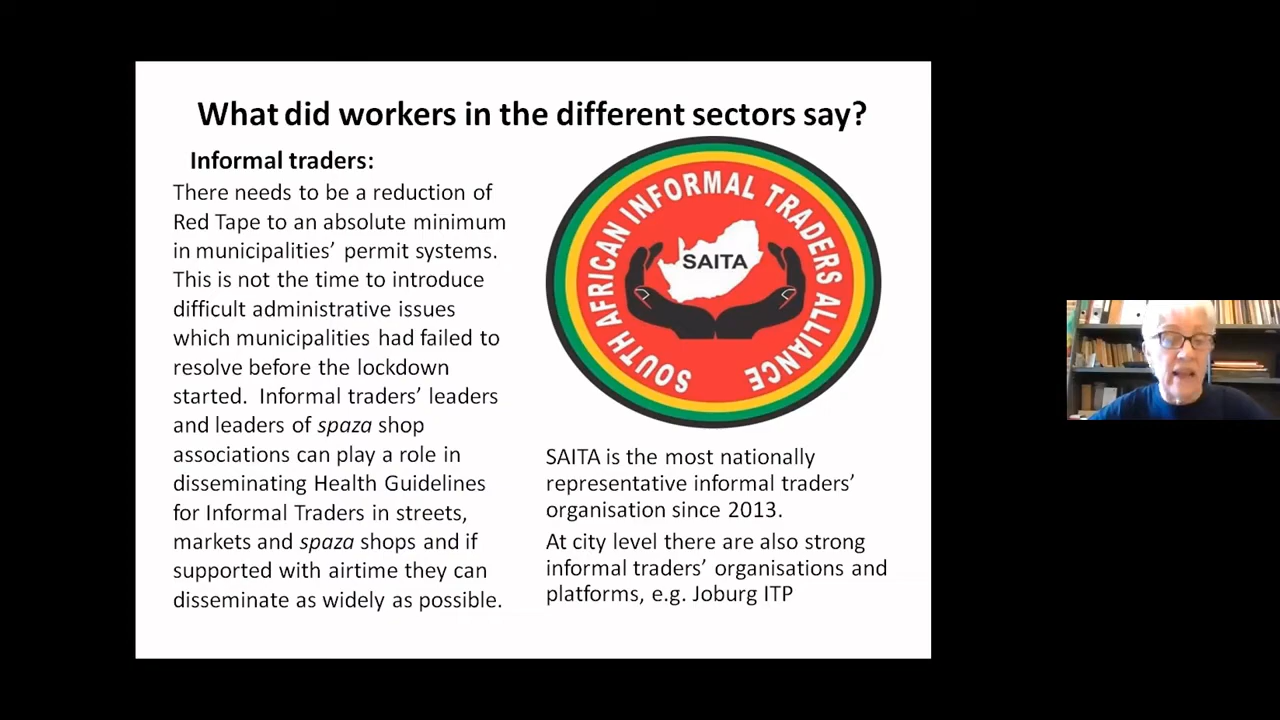 What did workers in the different sectors say?
Informal traders:
There needs to be a reduction of
Red Tape to an absolute minimum
in municipalities’ permit systems.
This is not the time to introduce
difficult administrative issues
which municipalities had failed to
resolve before the lockdown
started.  Informal traders’ leaders
and leaders of spaza shop
associations can play a role in
disseminating Health Guidelines
for Informal Traders in streets,
markets and spaza shops and if
supported with airtime they can
disseminate as widely as possible.
SOUTH AFRICAN INFORMAL TRADERS ALLIANCE
SAITA
SAITA is the most nationally
representative informal traders’
organisation since 2013.
At city level there are also strong
informal traders’ organisations and
platforms, e.g. Joburg ITP